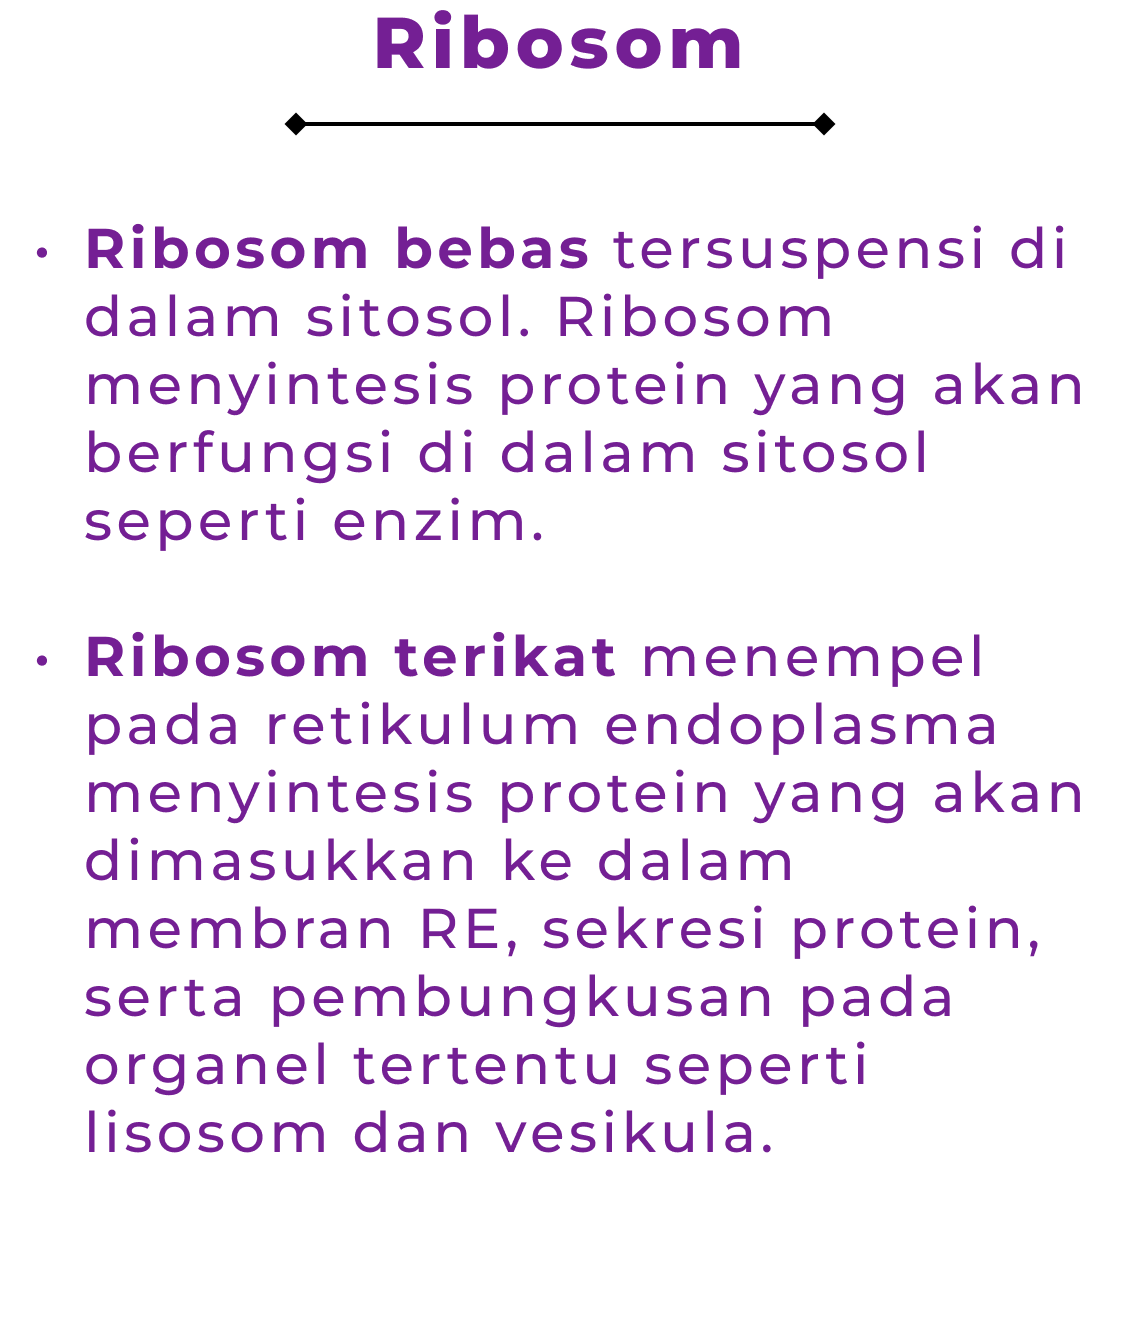 Ribosom
• Ribosom bebas tersuspensi di
dalam sitosol. Ribosom
menyintesis protein yang akan
berfungsi di dalam sitosol
seperti enzim.
• Ribosom terikat menempel
pada retikulum endoplasma
menyintesis protein yang akan
dimasukkan ke dalam
membran RE, sekresi protein,
serta pembungkusan pada
organel tertentu seperti
lisosom dan vesikula.